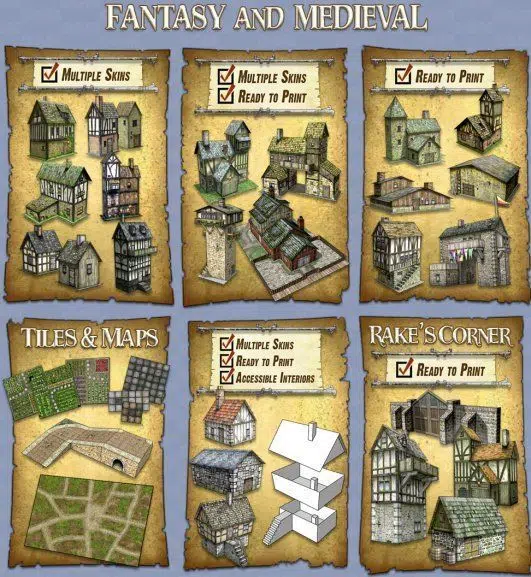 FANTASY AND MEDIEVAL
MULTIPLE SKINS
MULTIPLE SKINS
READY TO PRINT
READY TO PRINT
TILES & MAPS
MULTIPLE SKINS
READY TO PRINT
ACCESSIBLE INTERIORS
RAKE'S CORNER
READY TO PRINT